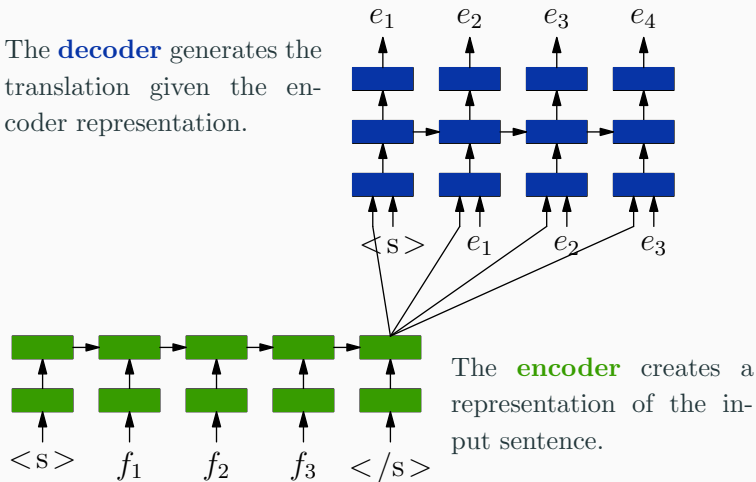 e₁ e₂ e₃ e₄
The decoder generates the
translation given the en-
coder representation.
<s> e₁ e₂ e₃
The encoder creates a
representation of the in-
put sentence.
<s> f₁ f₂ f₃ </s>